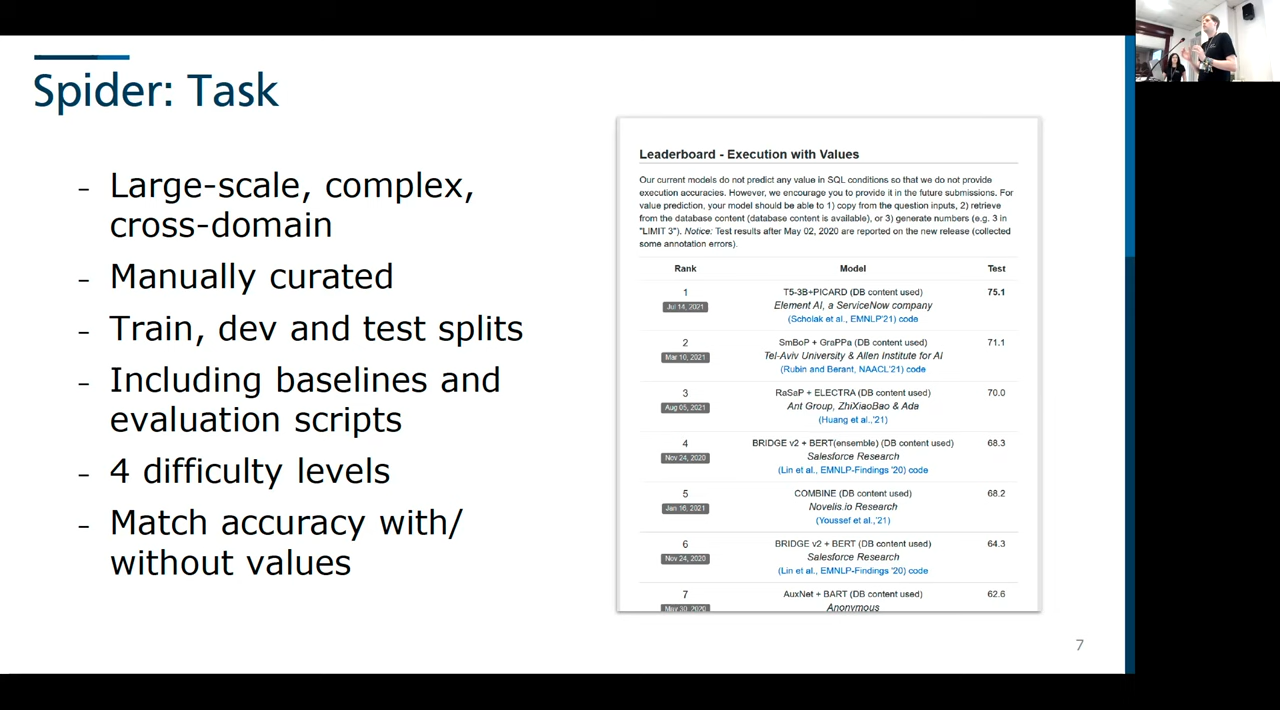 Spider: Task
- Large-scale, complex,
cross-domain
- Manually curated
- Train, dev and test splits
- Including baselines and
evaluation scripts
- 4 difficulty levels
- Match accuracy with/
without values
Leaderboard - Execution with Values
Our current models do not predict any value in SQL conditions so that we do not provide
execution accuracies. However, we encourage you to provide it in the future submissions. For
value prediction, your model should be able to 1) copy from the question inputs, 2) retrieve
from the database content (database content is available), or 3) generate numbers (e.g. 3 in
"LIMIT 3"). Notice: Test results after May 02, 2020 are reported on the new release (collected
some annotation errors).
Rank Model Test
1 T5-3B+PICARD (DB content used) 75.1
Jul 14, 2021 Element AI, a ServiceNow company
(Scholak et al., EMNLP'21) code
2 SmBoP + GraPPa (DB content used) 71.1
Mar 10, 2021 Tel-Aviv University & Allen Institute for AI
(Rubin and Berant, NAACL'21) code
3 RaSaP + ELECTRA (DB content used) 70.0
Aug 05, 2021 Ant Group, ZhiXiaoBao & Ada
(Huang et al.,'21)
4 BRIDGE v2 + BERT(ensemble) (DB content used) 68.3
Nov 24, 2020 Salesforce Research
(Lin et al., EMNLP-Findings '20) code
5 COMBINE (DB content used) 68.2
Jan 16, 2021 Novelis.io Research
(Youssef et al.,'21)
6 BRIDGE v2 + BERT (DB content used) 64.3
Nov 24, 2020 Salesforce Research
(Lin et al., EMNLP-Findings '20) code
7 AuxNet + BART (DB content used) 62.6
May 30, 2020 Anonymous
7